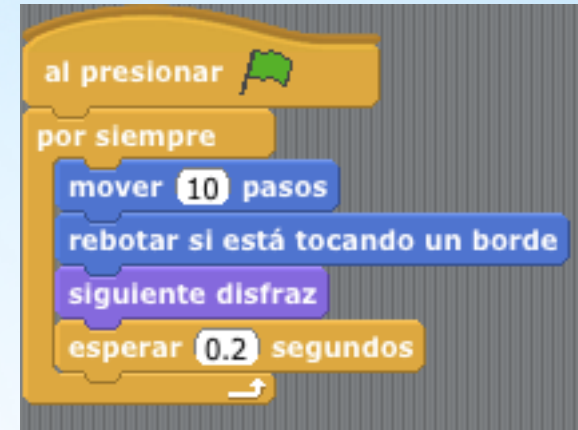 al presionar
por siempre
mover 10 pasos
rebotar si está tocando un borde
siguiente disfraz
esperar 0.2 segundos